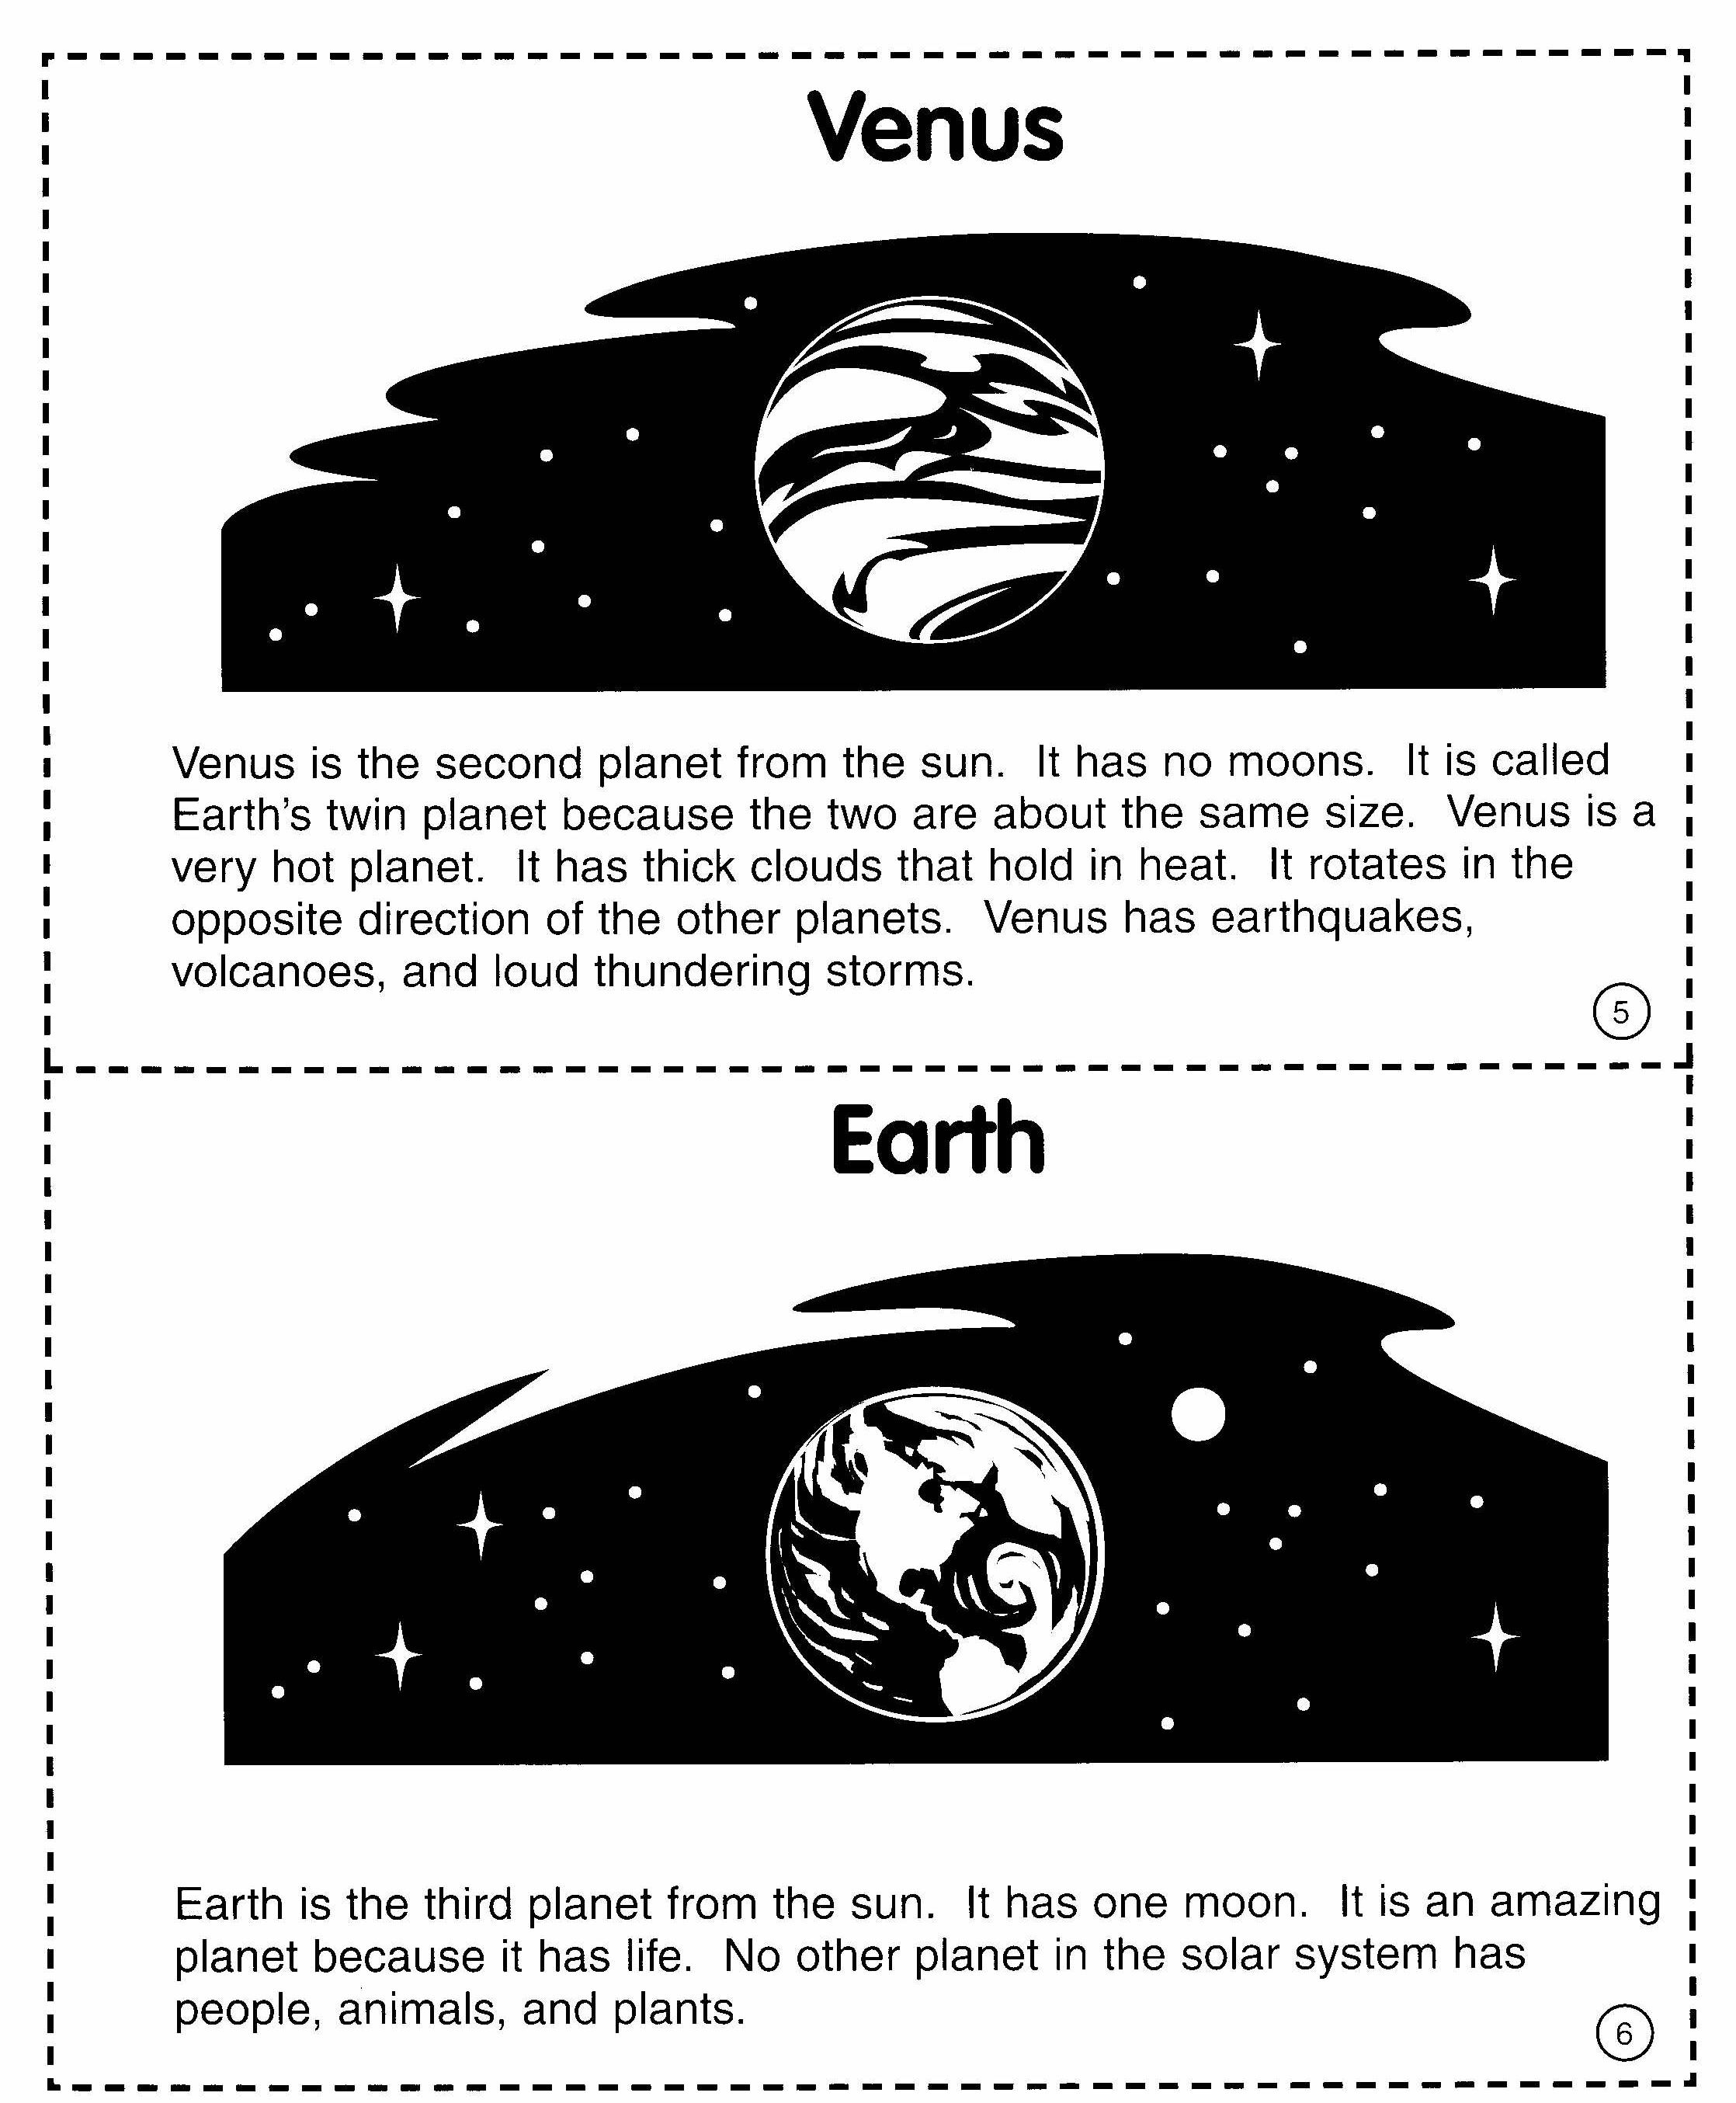 Venus
Venus is the second planet from the sun. It has no moons. It is called
Earth's twin planet because the two are about the same size. Venus is a
very hot planet. It has thick clouds that hold in heat. It rotates in the
opposite direction of the other planets. Venus has earthquakes,
volcanoes, and loud thundering storms.
5
Earth
Earth is the third planet from the sun. It has one moon. It is an amazing
planet because it has life. No other planet in the solar system has
people, animals, and plants.
6